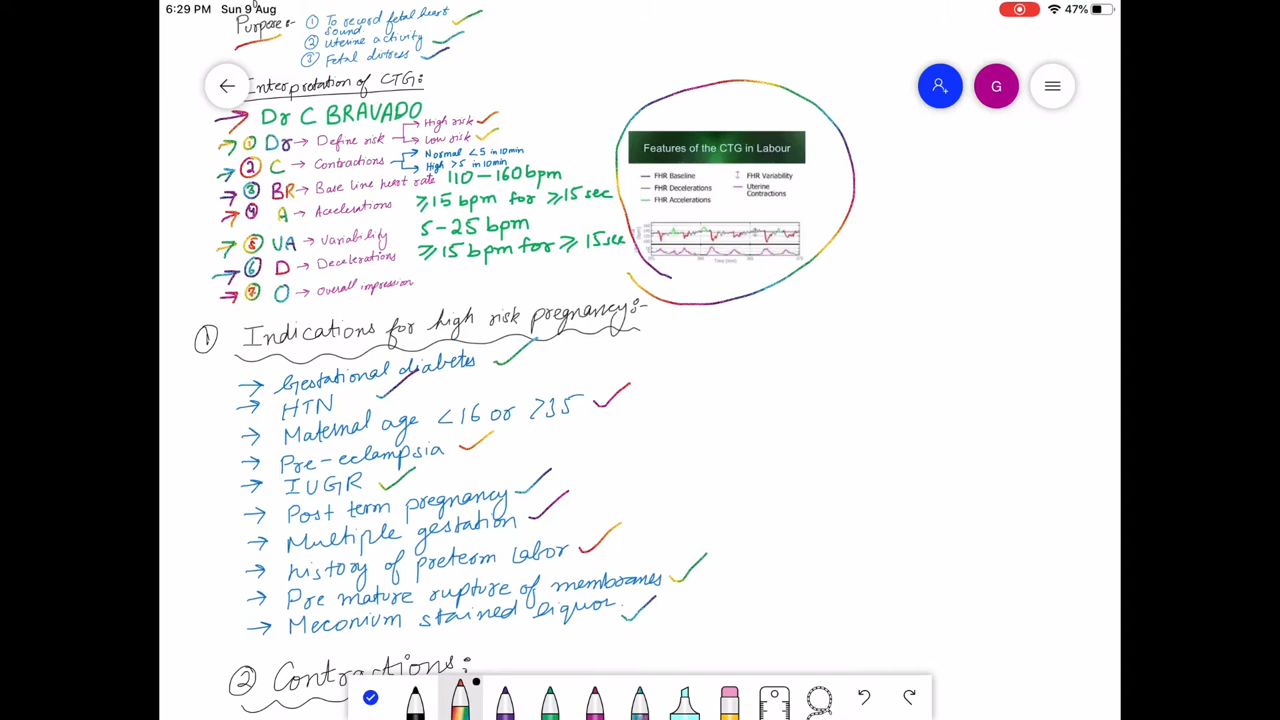 6:29 PM Sun 9 Aug
47%
Purpose:-
① To record fetal heart
sound.
② Uterine activity
③ Fetal distress
Interpretation of CTG:
G
Dr C BRAVADO
① Dr → Define risk
High risk
Low risk
② C → Contractions
Normal <5 in 10min
High >5 in 10min
③ BR → Base line heart rate 110-160bpm
④ A → Accelerations ≥15 bpm for ≥15 sec
⑤ VA → Variability 5-25 bpm
⑥ D → Decelerations ≥15 bpm for ≥ 15sec
⑦ O → Overall impression
Features of the CTG in Labour
FHR Baseline
FHR Variability
FHR Decelerations
Uterine
Contractions
FHR Accelerations
Time (min)
① Indications for high risk pregnancy:-
→ Gestational diabetes
→ HTN
→ Maternal age <16 or >35
→ Pre-eclampsia
→ IUGR
→ Post term pregnancy
→ Multiple gestation
→ history of preterm labor
→ Pre mature rupture of membranes
→ Meconium stained liquor.
② Contractions: